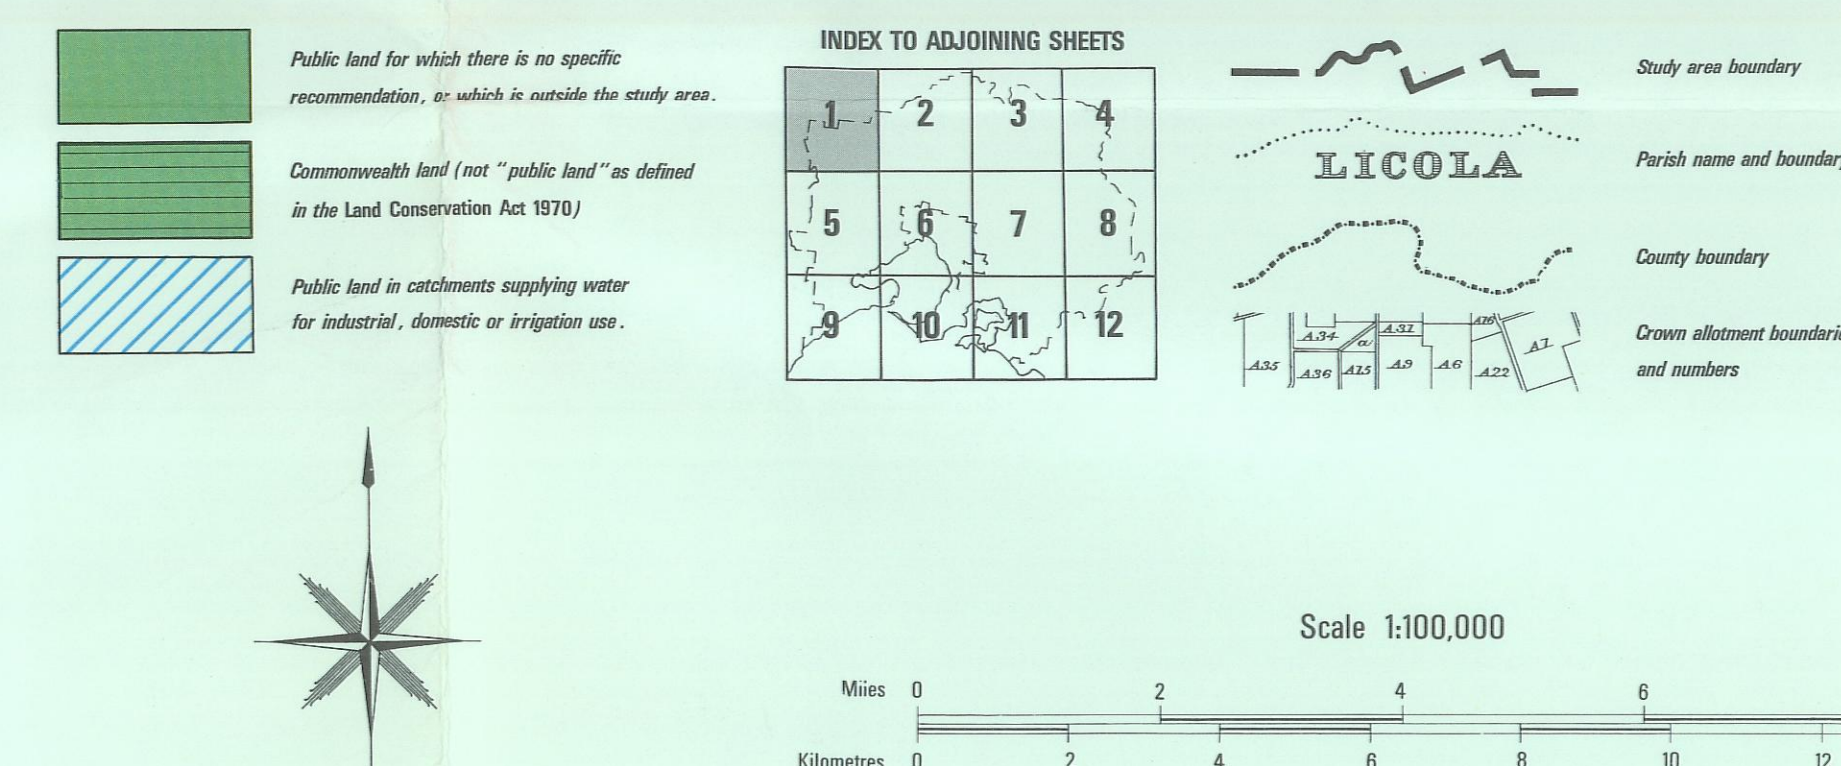 Public land for which there is no specific
recommendation, or which is outside the study area.
Commonwealth land (not "public land" as defined
in the Land Conservation Act 1970)
Public land in catchments supplying water
for industrial, domestic or irrigation use.
INDEX TO ADJOINING SHEETS
1 2 3 4
5 6 7 8
9 10 11 12
Study area boundary
LICOLA
Parish name and boundary
County boundary
A35 A34 A36 a A15 A31 A9 A6 A16 A22 A7
Crown allotment boundarie
and numbers
Scale 1:100,000
Miles 0 2 4 6
Kilometres 0 2 4 6 8 10 12